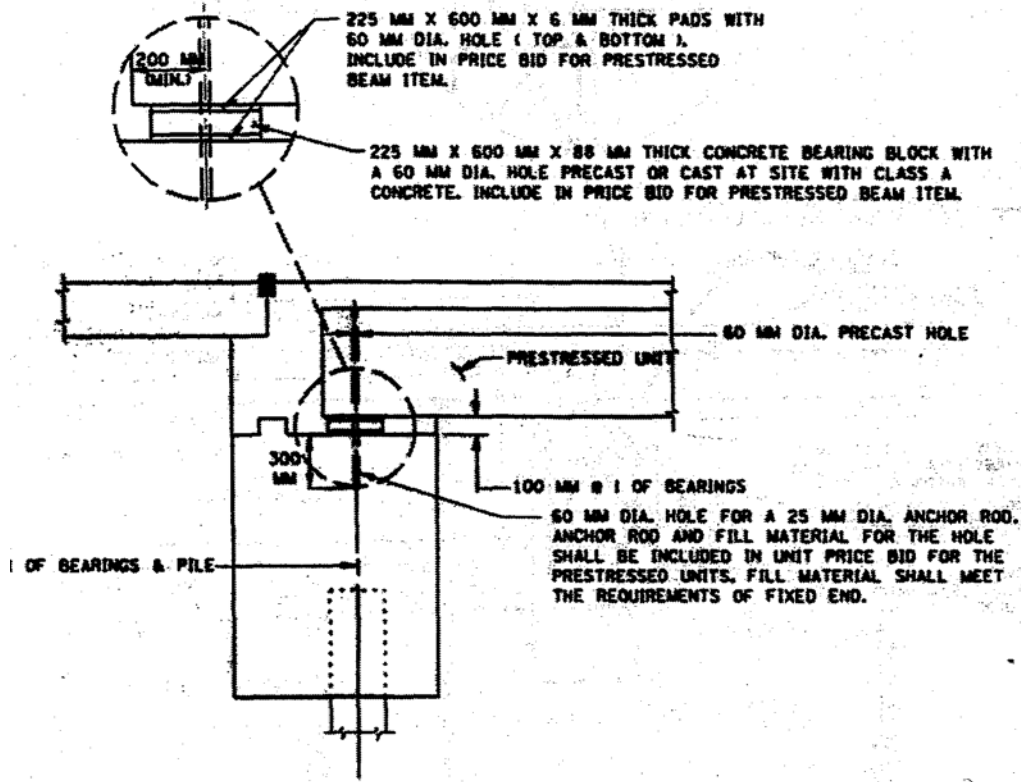 225 MM X 600 MM X 6 MM THICK PADS WITH
60 MM DIA. HOLE ( TOP & BOTTOM ).
INCLUDE IN PRICE BID FOR PRESTRESSED
BEAM ITEM.
200 MM
(MIN.)
225 MM X 600 MM X 88 MM THICK CONCRETE BEARING BLOCK WITH
A 60 MM DIA. HOLE PRECAST OR CAST AT SITE WITH CLASS A
CONCRETE. INCLUDE IN PRICE BID FOR PRESTRESSED BEAM ITEM.
60 MM DIA. PRECAST HOLE
PRESTRESSED UNIT
300
MM
100 MM @ OF BEARINGS
60 MM DIA. HOLE FOR A 25 MM DIA. ANCHOR ROD.
ANCHOR ROD AND FILL MATERIAL FOR THE HOLE
SHALL BE INCLUDED IN UNIT PRICE BID FOR THE
PRESTRESSED UNITS. FILL MATERIAL SHALL MEET
THE REQUIREMENTS OF FIXED END.
OF BEARINGS & PILE